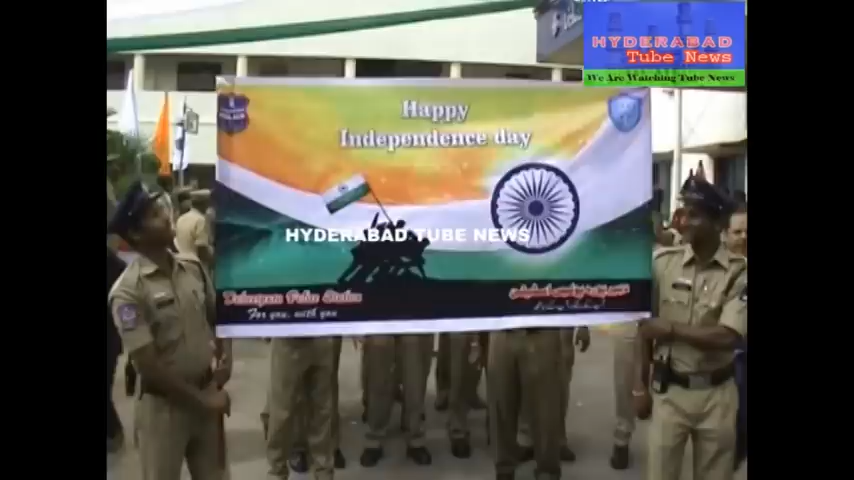 HYDERABAD
Tube News
We Are Watching Tube News
Happy
Independence day
HYDERABAD TUBE NEWS
Police Station
For you, with you